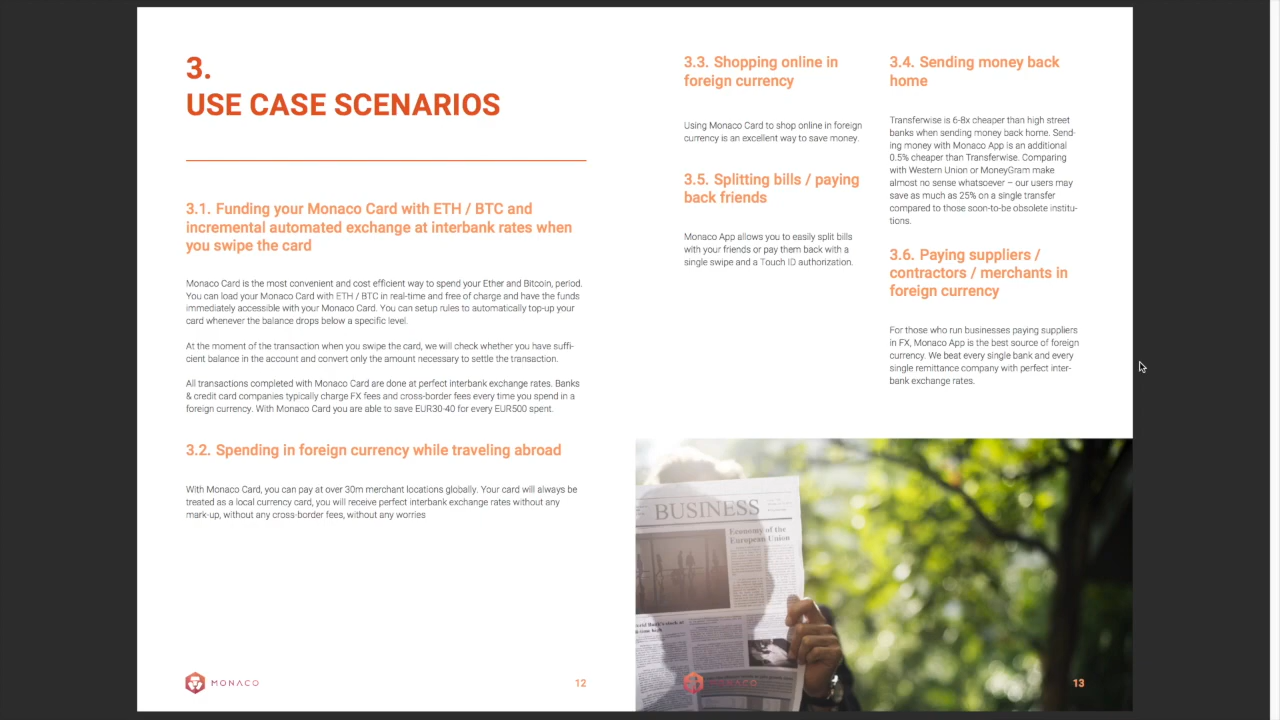 3.
USE CASE SCENARIOS
3.1. Funding your Monaco Card with ETH / BTC and
incremental automated exchange at interbank rates when
you swipe the card
Monaco Card is the most convenient and cost efficient way to spend your Ether and Bitcoin, period.
You can load your Monaco Card with ETH / BTC in real-time and free of charge and have the funds
immediately accessible with your Monaco Card. You can setup rules to automatically top-up your
card whenever the balance drops below a specific level.
At the moment of the transaction when you swipe the card, we will check whether you have suffi-
cient balance in the account and convert only the amount necessary to settle the transaction.
All transactions completed with Monaco Card are done at perfect interbank exchange rates. Banks
& credit card companies typically charge FX fees and cross-border fees every time you spend in a
foreign currency. With Monaco Card you are able to save EUR30-40 for every EUR500 spent.
3.2. Spending in foreign currency while traveling abroad
With Monaco Card, you can pay at over 30m merchant locations globally. Your card will always be
treated as a local currency card, you will receive perfect interbank exchange rates without any
mark-up, without any cross-border fees, without any worries
MONACO
12
3.3. Shopping online in
foreign currency
Using Monaco Card to shop online in foreign
currency is an excellent way to save money.
3.5. Splitting bills / paying
back friends
Monaco App allows you to easily split bills
with your friends or pay them back with a
single swipe and a Touch ID authorization.
3.4. Sending money back
home
Transferwise is 6-8x cheaper than high street
banks when sending money back home. Send-
ing money with Monaco App is an additional
0.5% cheaper than Transferwise. Comparing
with Western Union or MoneyGram make
almost no sense whatsoever – our users may
save as much as 25% on a single transfer
compared to those soon-to-be obsolete institu-
tions.
3.6. Paying suppliers /
contractors / merchants in
foreign currency
For those who run businesses paying suppliers
in FX, Monaco App is the best source of foreign
currency. We beat every single bank and every
single remittance company with perfect inter-
bank exchange rates.
BUSINESS
Economy of the
European Union
MONACO
13